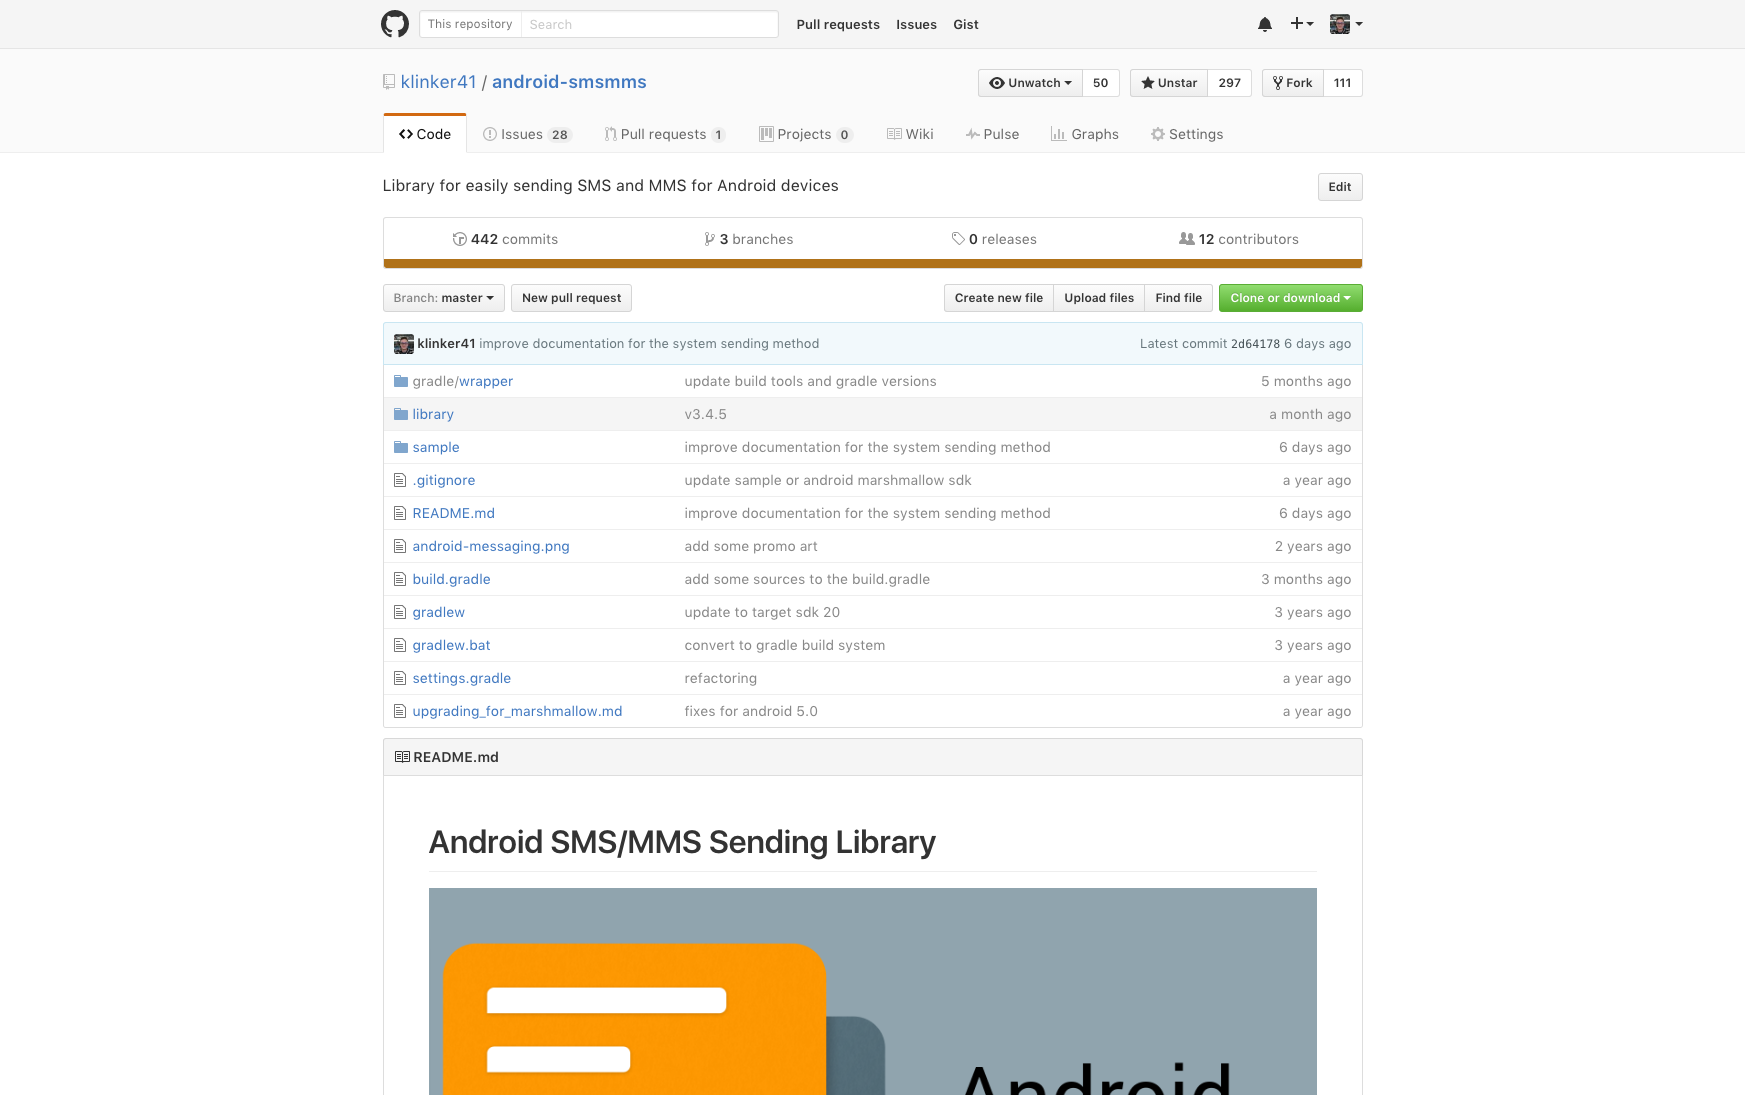 This repository Search Pull requests Issues Gist
klinker41 / android-smsmms Unwatch 50 Unstar 297 Fork 111
Code Issues 28 Pull requests 1 Projects 0 Wiki Pulse Graphs Settings
Library for easily sending SMS and MMS for Android devices Edit
442 commits 3 branches 0 releases 12 contributors
Branch: master New pull request Create new file Upload files Find file Clone or download
klinker41 improve documentation for the system sending method Latest commit 2d64178 6 days ago
gradle/wrapper update build tools and gradle versions 5 months ago
library v3.4.5 a month ago
sample improve documentation for the system sending method 6 days ago
.gitignore update sample or android marshmallow sdk a year ago
README.md improve documentation for the system sending method 6 days ago
android-messaging.png add some promo art 2 years ago
build.gradle add some sources to the build.gradle 3 months ago
gradlew update to target sdk 20 3 years ago
gradlew.bat convert to gradle build system 3 years ago
settings.gradle refactoring a year ago
upgrading_for_marshmallow.md fixes for android 5.0 a year ago
README.md
Android SMS/MMS Sending Library
Android